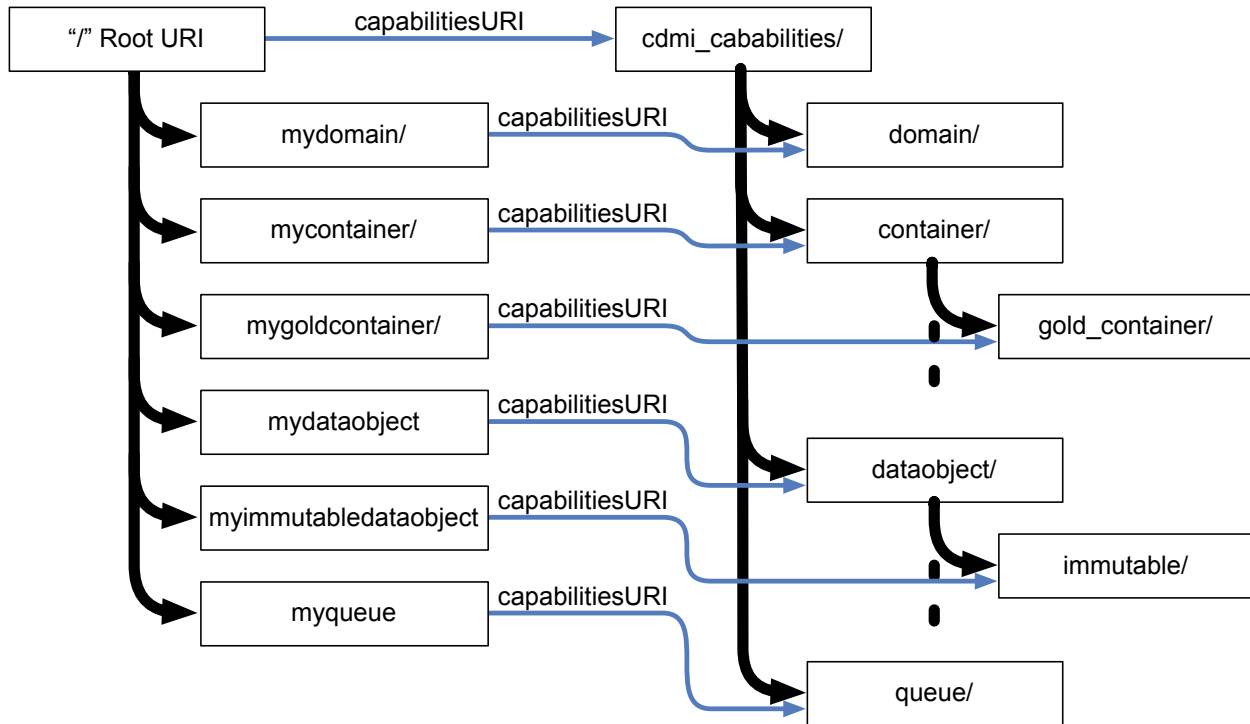 “/” Root URI
capabilitiesURI
cdmi_cababilities/
mydomain/
capabilitiesURI
domain/
mycontainer/
capabilitiesURI
container/
mygoldcontainer/
capabilitiesURI
gold_container/
mydataobject
capabilitiesURI
dataobject/
myimmutabledataobject
capabilitiesURI
immutable/
myqueue
capabilitiesURI
queue/